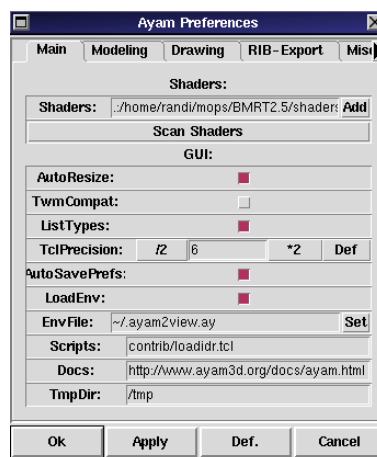 Ayam Preferences
Main Modeling Drawing RIB-Export
Shaders:
Shaders: .:/home/randi/mops/BMRT2.5/shaders Add
Scan Shaders
GUI:
AutoResize:
TwmCompat:
ListTypes:
TclPrecision: /2 6 *2 Def
AutoSavePrefs:
LoadEnv:
EnvFile: ~/.ayam2view.ay Set
Scripts: contrib/loadidr.tcl
Docs: http://www.ayam3d.org/docs/ayam.html
TmpDir: /tmp
Ok Apply Def. Cancel